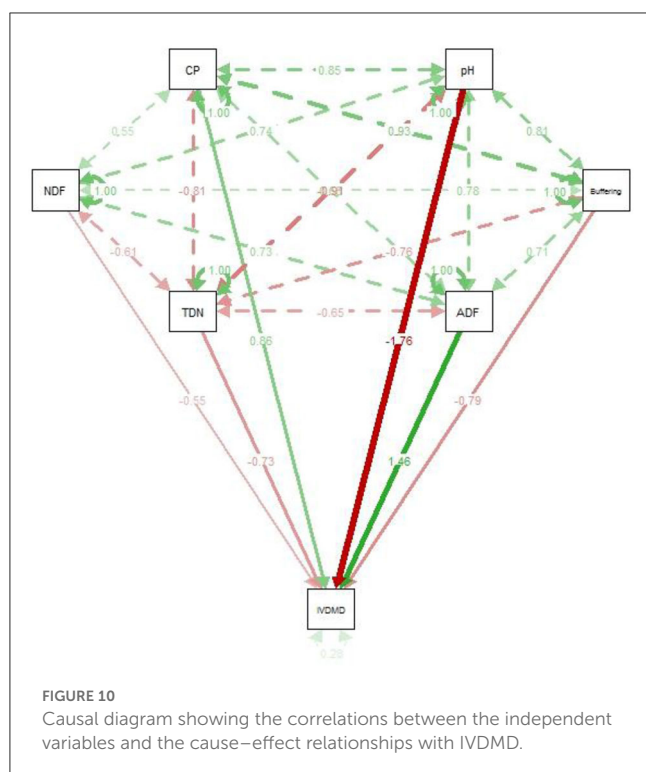 CP
pH
0.85
1.00
1.00
0.55
0.74
0.93
0.81
NDF
1.00
-0.81
-0.91
0.78
1.00
Buffering
-0.61
0.73
-0.76
0.71
1.00
1.00
TDN
-0.65
ADF
0.86
-1.76
-0.55
-0.79
-0.73
1.46
IVDMD
0.20
FIGURE 10
Causal diagram showing the correlations between the independent
variables and the cause–effect relationships with IVDMD.